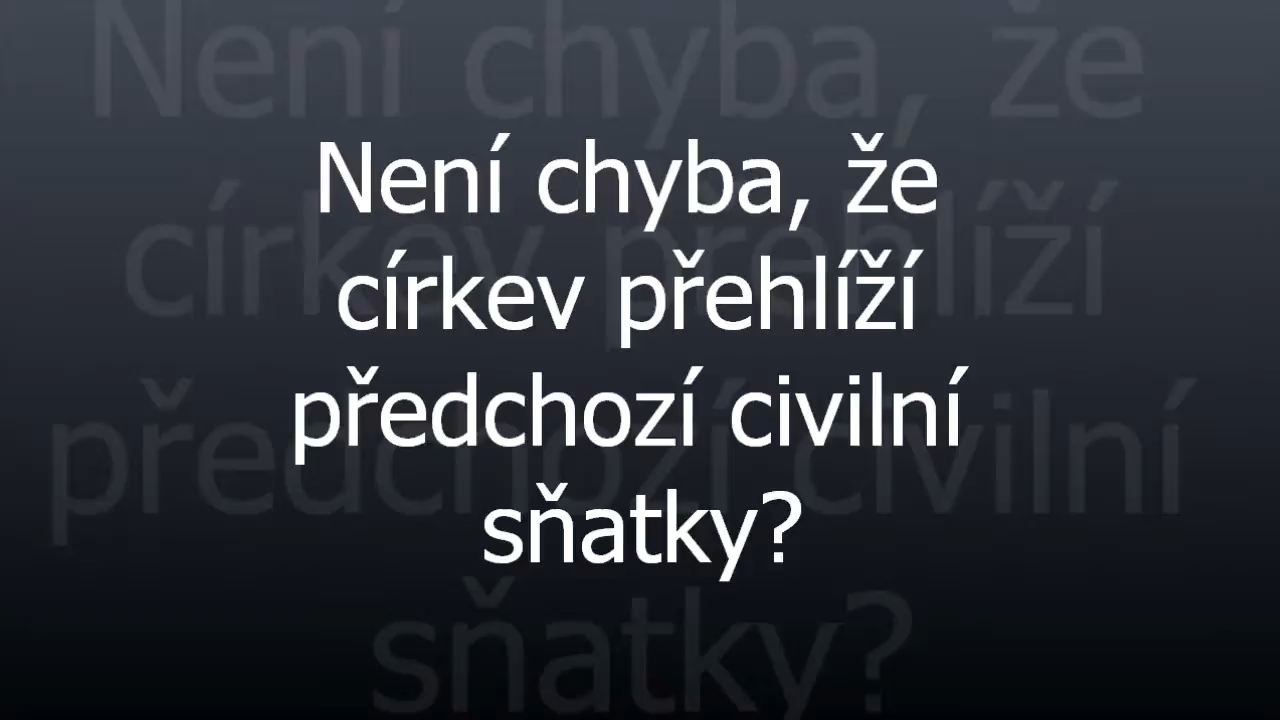 Není chyba, že
církev přehlíží
předchozí civilní
sňatky?